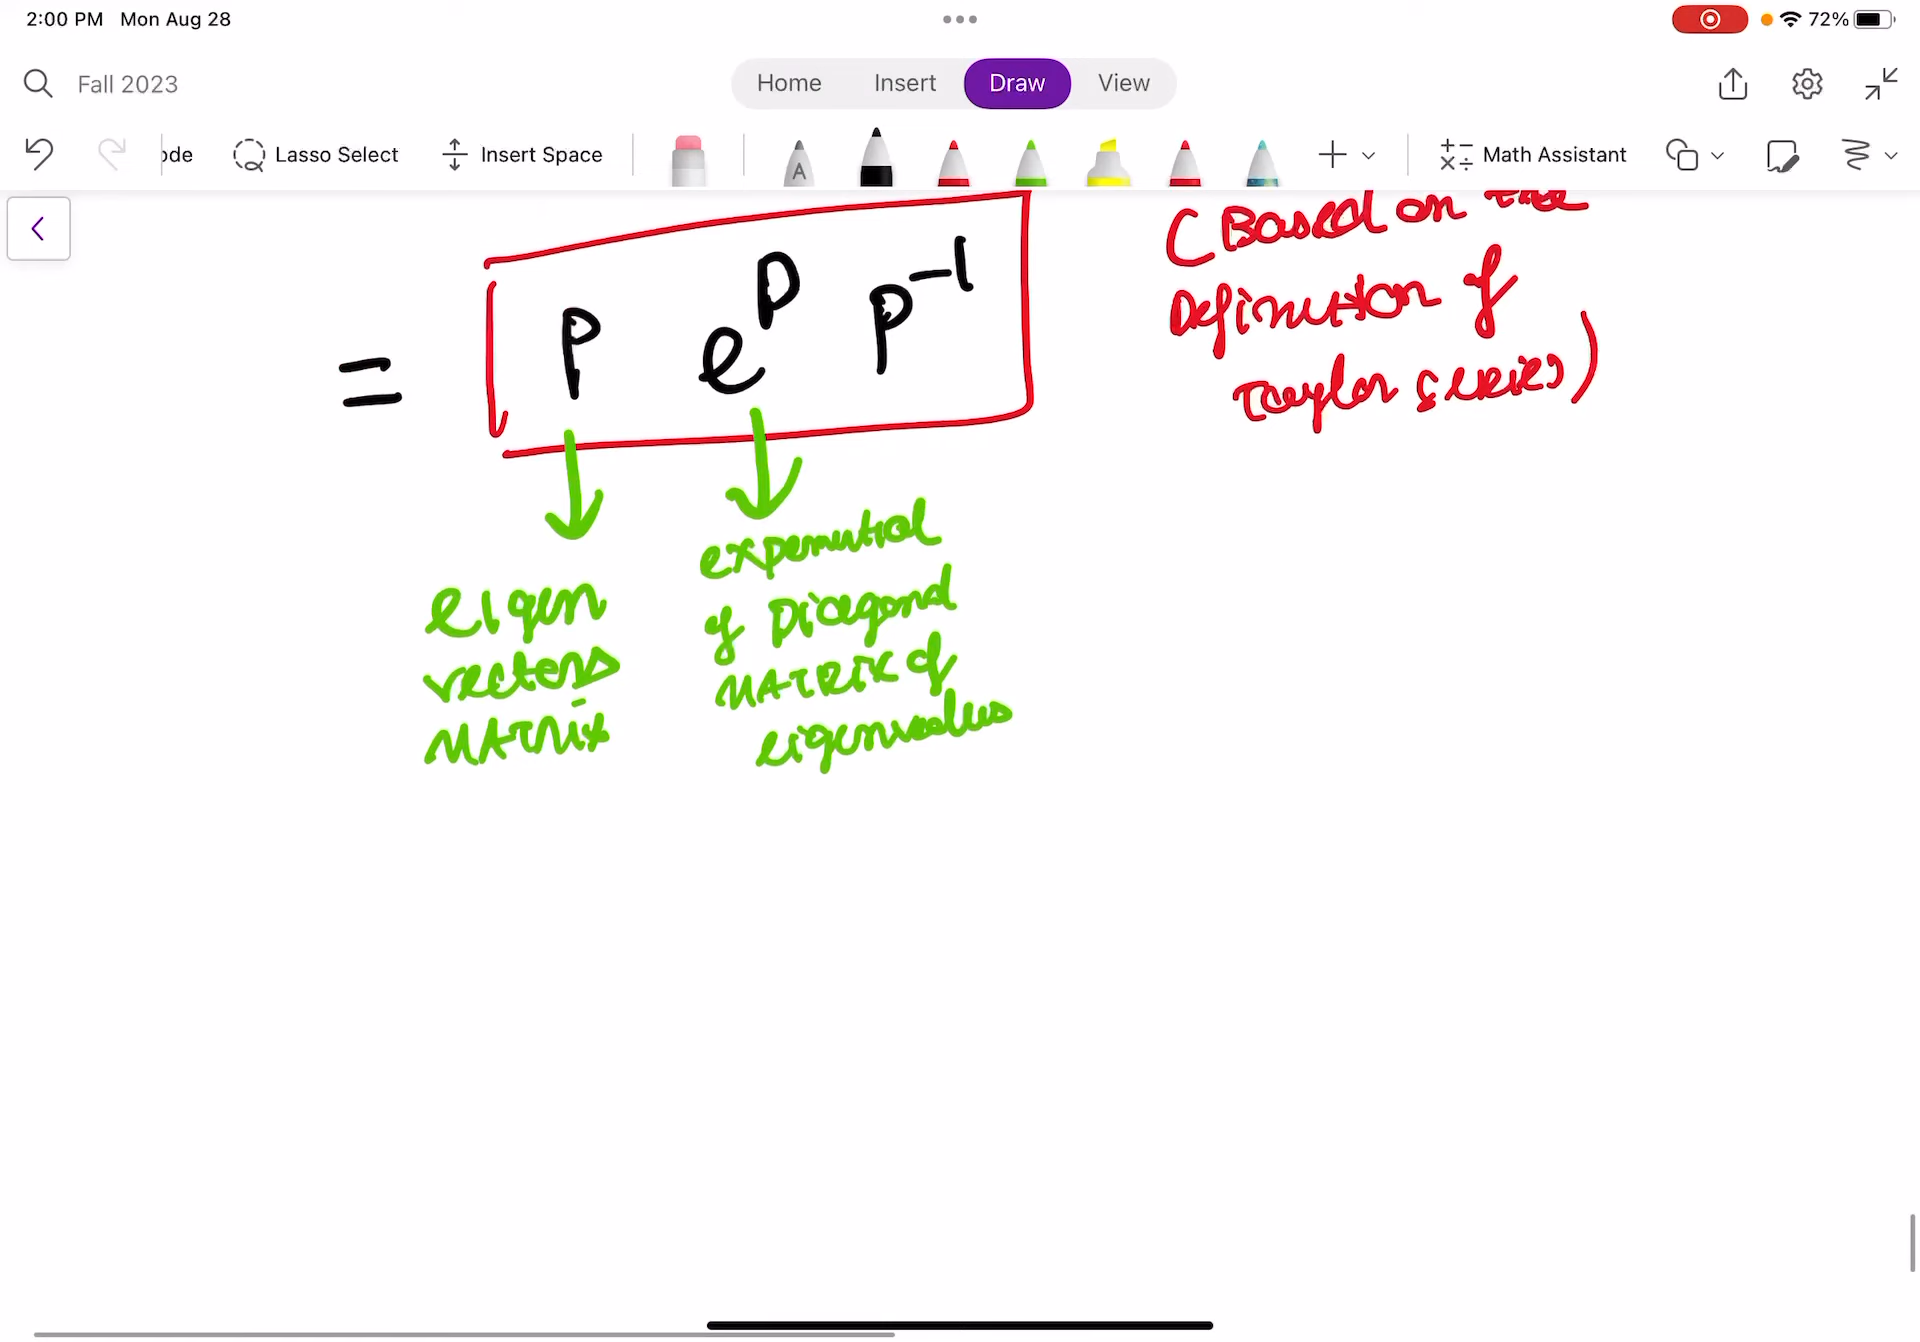 2:00 PM Mon Aug 28
72%
Fall 2023
Home Insert Draw View
ode Lasso Select Insert Space A Math Assistant
(Based on the
Definition of
Taylor series)
= P e^D P^-1
eigen
vectors
MATRIX
exponential
of Diagonal
MATRIX of
eigenvalues